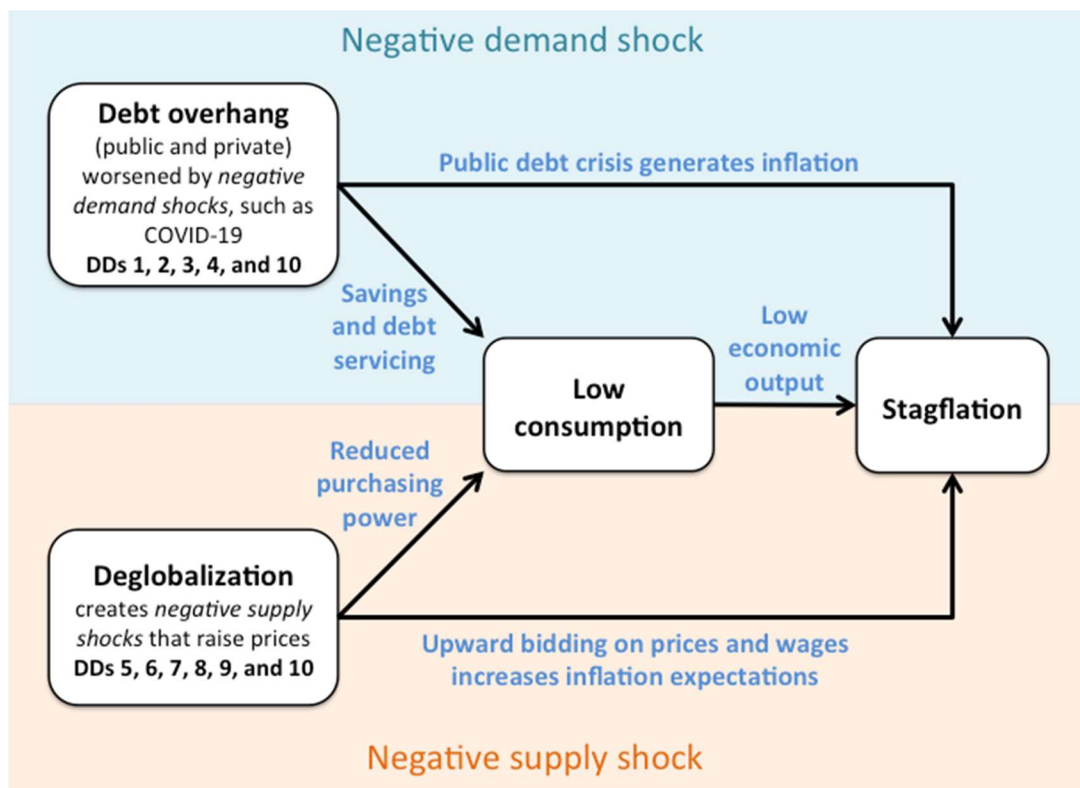 Negative demand shock
Debt overhang
(public and private)
worsened by negative
demand shocks, such as
COVID-19
DDs 1, 2, 3, 4, and 10
Public debt crisis generates inflation
Savings
and debt
servicing
Low
economic
output
Low
consumption
Stagflation
Reduced
purchasing
power
Deglobalization
creates negative supply
shocks that raise prices
DDs 5, 6, 7, 8, 9, and 10
Upward bidding on prices and wages
increases inflation expectations
Negative supply shock